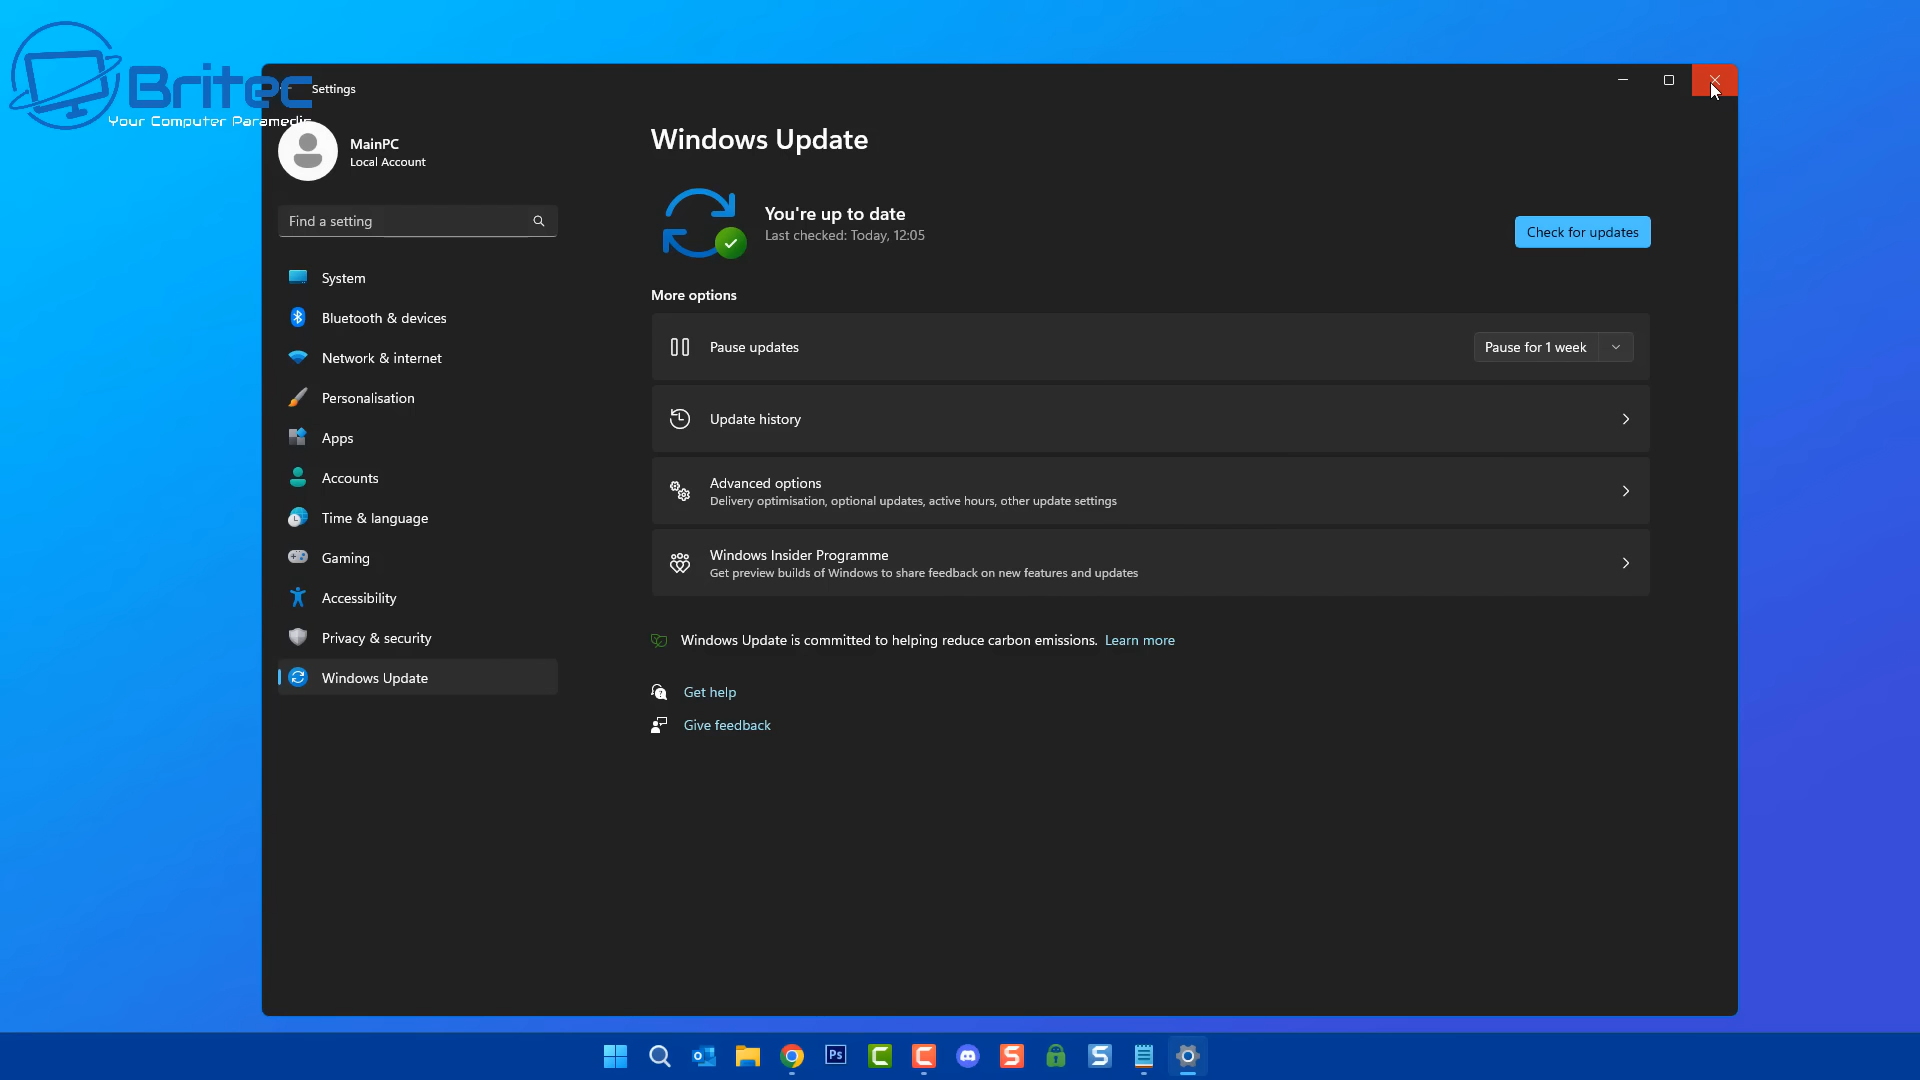 Britec
Your Computer Paramedic
Settings
MainPC
Local Account
Find a setting
System
Bluetooth & devices
Network & internet
Personalisation
Apps
Accounts
Time & language
Gaming
Accessibility
Privacy & security
Windows Update
Windows Update
You're up to date
Last checked: Today, 12:05
Check for updates
More options
Pause updates
Pause for 1 week
Update history
Advanced options
Delivery optimisation, optional updates, active hours, other update settings
Windows Insider Programme
Get preview builds of Windows to share feedback on new features and updates
Windows Update is committed to helping reduce carbon emissions. Learn more
Get help
Give feedback
Ps